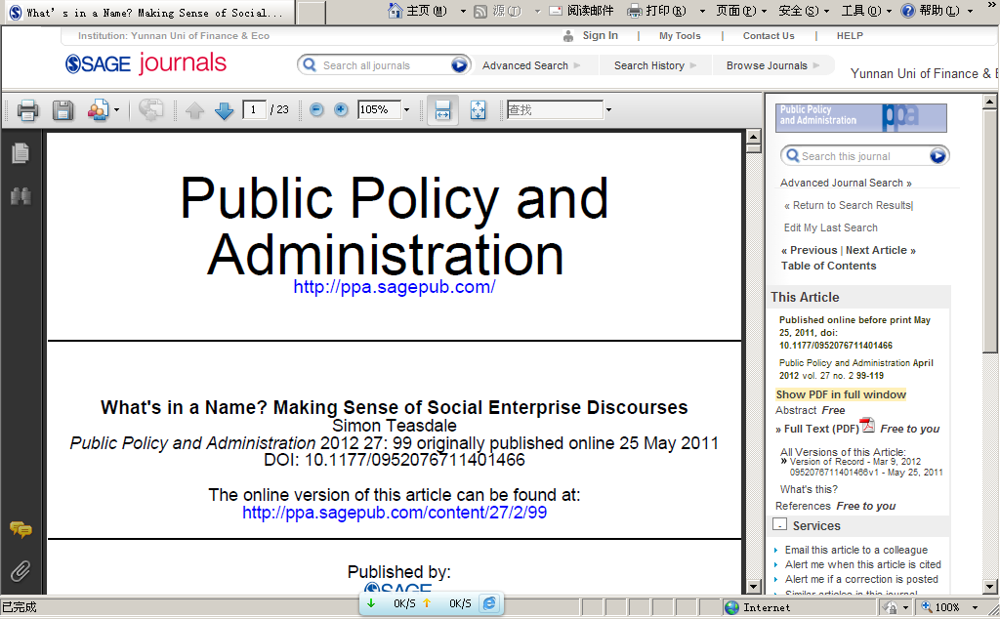 What’s in a Name? Making Sense of Social...
主页(M)
源(J)
阅读邮件
打印(R)
页面(P)
安全(S)
工具(O)
帮助(L)
Institution: Yunnan Uni of Finance & Eco
Sign In | My Tools | Contact Us | HELP
SAGE journals
Search all journals
Advanced Search
Search History
Browse Journals
Yunnan Uni of Finance & E
1 / 23
105%
查找
Public Policy and
Administration
http://ppa.sagepub.com/
What's in a Name? Making Sense of Social Enterprise Discourses
Simon Teasdale
Public Policy and Administration 2012 27: 99 originally published online 25 May 2011
DOI: 10.1177/0952076711401466
The online version of this article can be found at:
http://ppa.sagepub.com/content/27/2/99
Published by:
SAGE
Public Policy
and Administration
ppa
Search this journal
Advanced Journal Search »
« Return to Search Results|
Edit My Last Search
« Previous | Next Article »
Table of Contents
This Article
Published online before print May
25, 2011, doi:
10.1177/0952076711401466
Public Policy and Administration April
2012 vol. 27 no. 2 99-119
Show PDF in full window
Abstract Free
» Full Text (PDF) Free to you
All Versions of this Article:
» Version of Record - Mar 9, 2012
0952076711401466v1 - May 25, 2011
What's this?
References Free to you
- Services
Email this article to a colleague
Alert me when this article is cited
Alert me if a correction is posted
Similar articles in this journal
已完成
0K/S
0K/S
Internet
100%